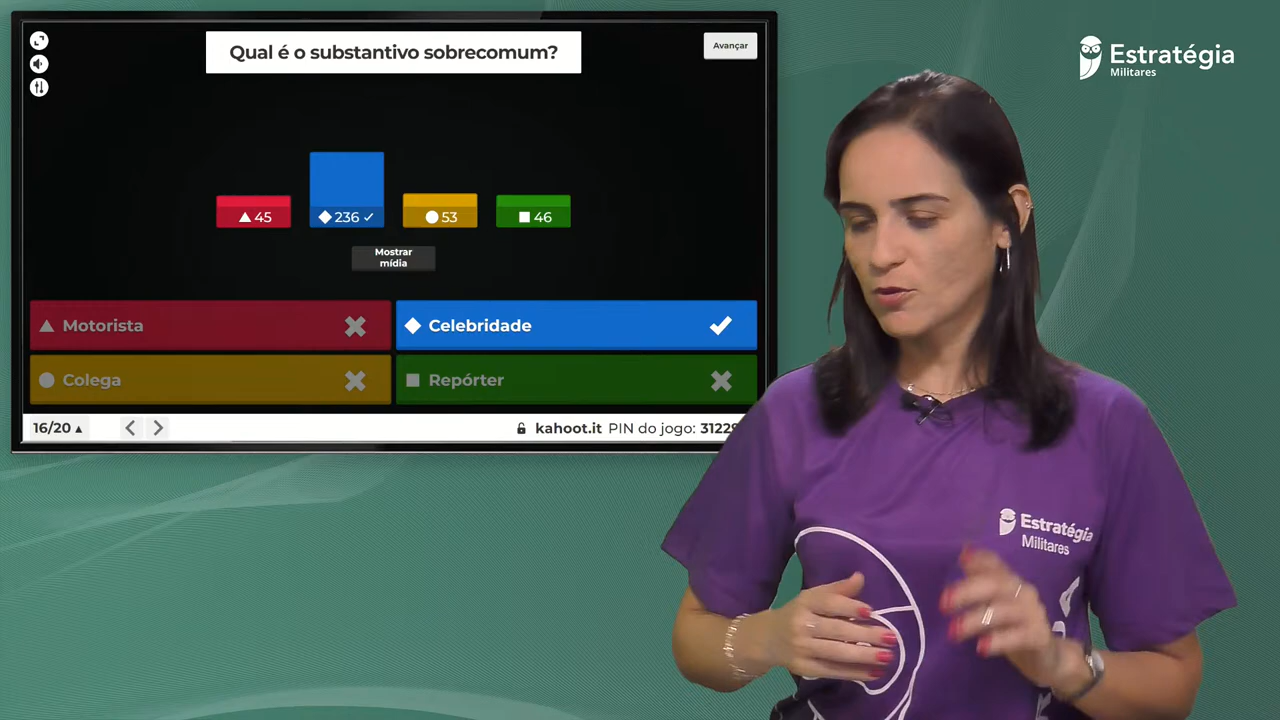 Qual é o substantivo sobrecomum?
Avançar
Estratégia
Militares
45
236
53
46
Mostrar
mídia
Motorista
Celebridade
Colega
Repórter
16/20
kahoot.it PIN do jogo: 31229
Estratégia
Militares